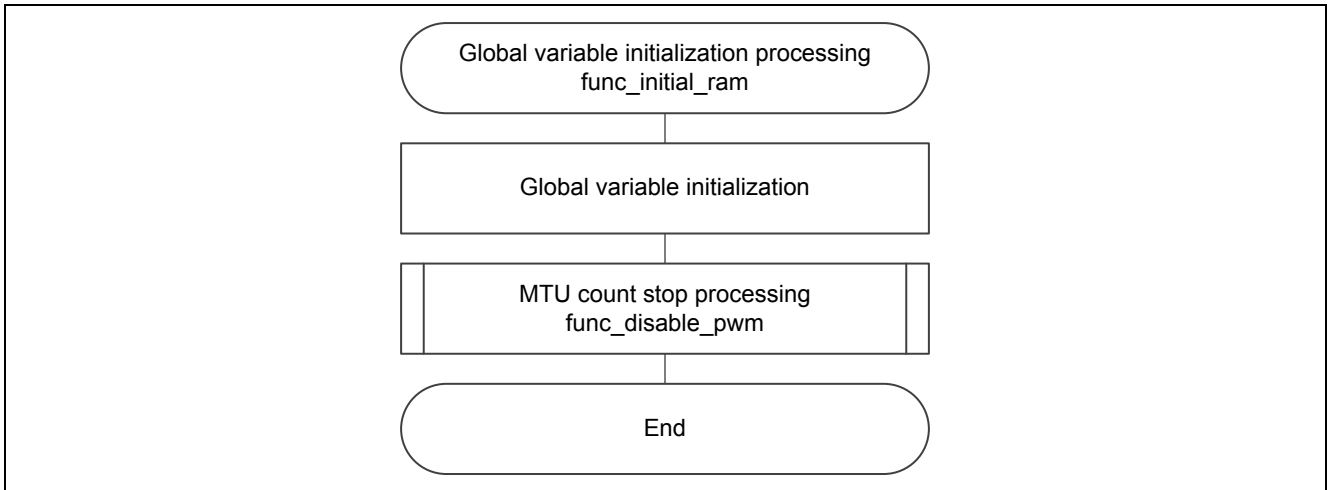 Global variable initialization processing
func_initial_ram
Global variable initialization
MTU count stop processing
func_disable_pwm
End